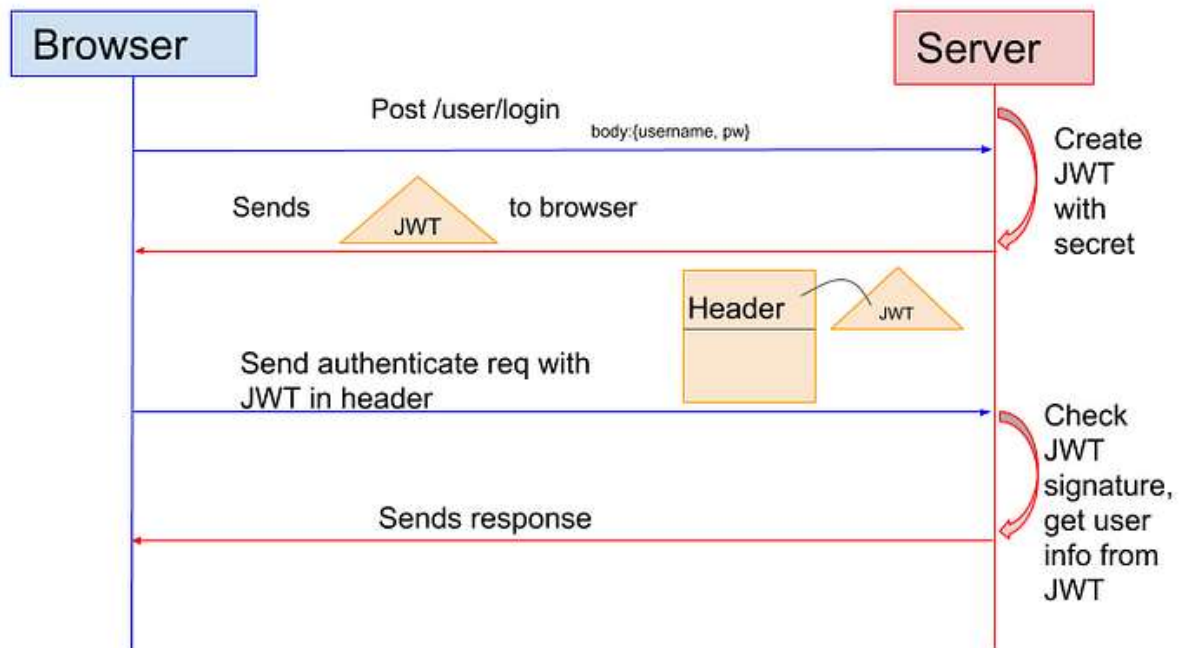 Browser
Server
Post /user/login
body:{username, pw}
Create
JWT
with
secret
Sends
JWT
to browser
Header
JWT
Send authenticate req with
JWT in header
Check
JWT
signature,
get user
info from
JWT
Sends response